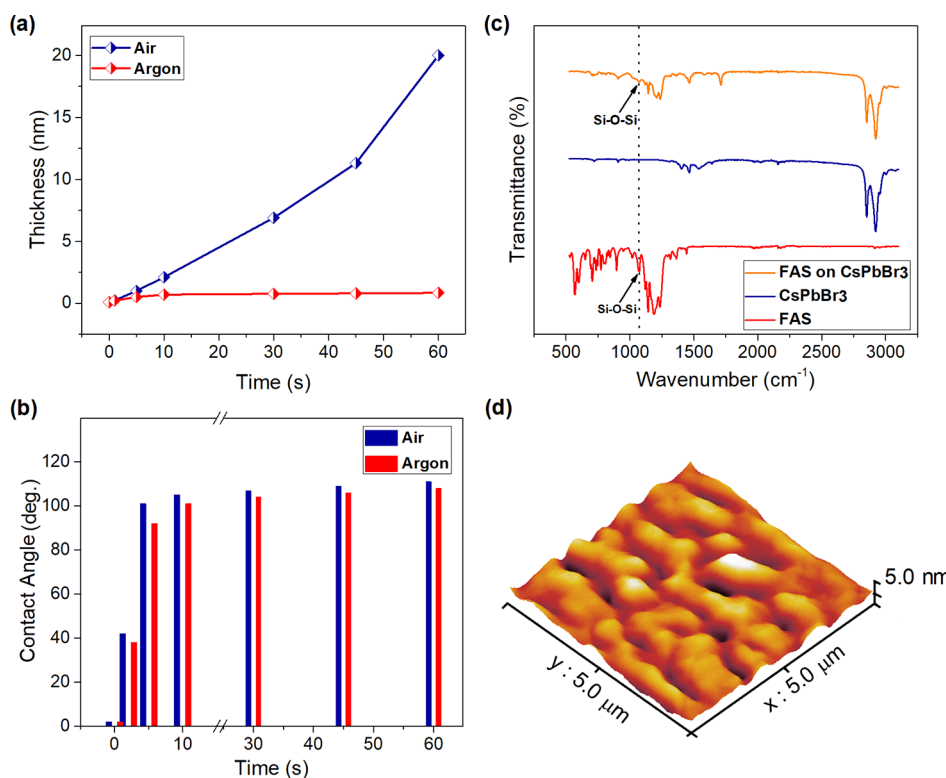 (a)
Air
Argon
20
15
10
5
0
Thickness (nm)
0 10 20 30 40 50 60
Time (s)
(c)
Transmittance (%)
Si-O-Si
Si-O-Si
FAS on CsPbBr3
CsPbBr3
FAS
500 1000 1500 2000 2500 3000
Wavenumber (cm⁻¹)
(b)
Air
Argon
120
100
80
60
40
20
0
Contact Angle (deg.)
0 10 30 40 50 60
Time (s)
(d)
5.0 nm
y : 5.0 µm
x : 5.0 µm